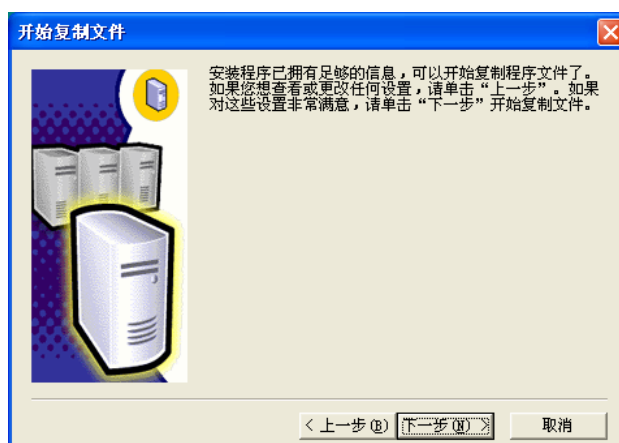 开始复制文件
安装程序已拥有足够的信息，可以开始复制程序文件了。
如果您想查看或更改任何设置，请单击“上一步”。如果
对这些设置非常满意，请单击“下一步”开始复制文件。
< 上一步(B)
下一步(N) >
取消